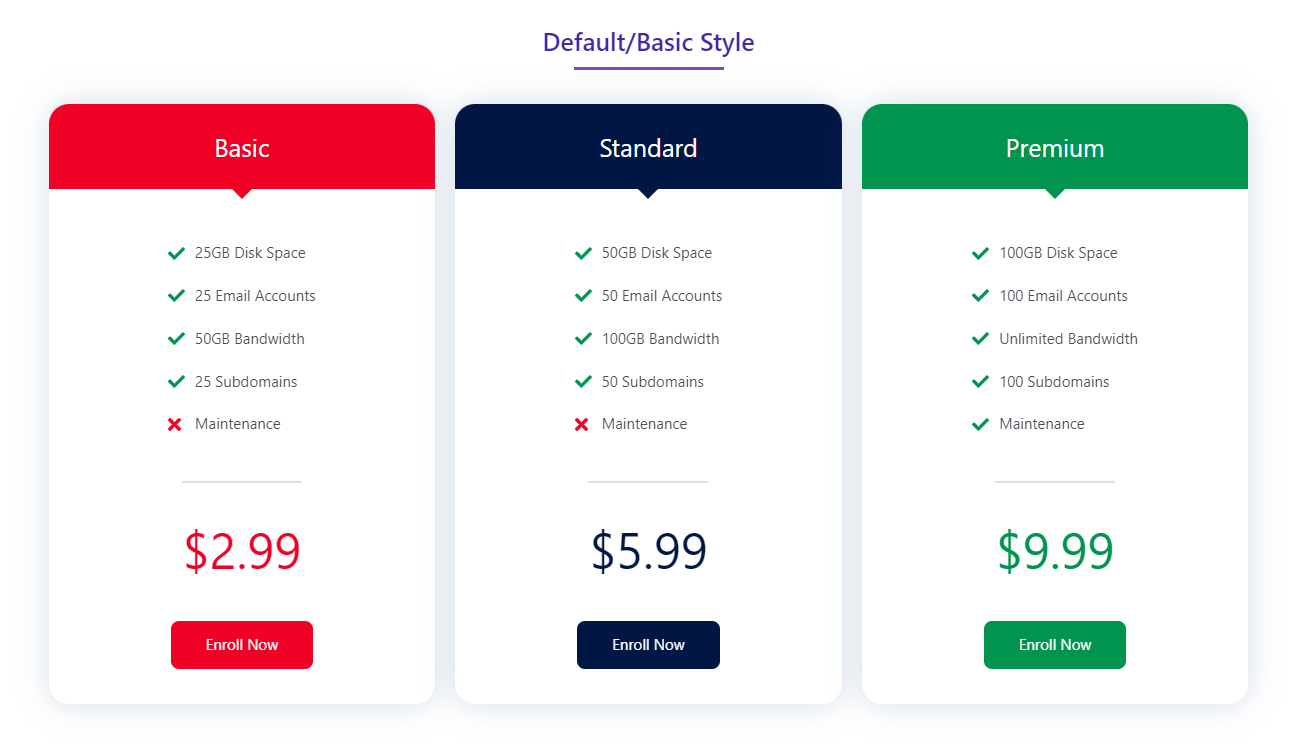 Default/Basic Style
Basic
25GB Disk Space
25 Email Accounts
50GB Bandwidth
25 Subdomains
Maintenance
$2.99
Enroll Now
Standard
50GB Disk Space
50 Email Accounts
100GB Bandwidth
50 Subdomains
Maintenance
$5.99
Enroll Now
Premium
100GB Disk Space
100 Email Accounts
Unlimited Bandwidth
100 Subdomains
Maintenance
$9.99
Enroll Now